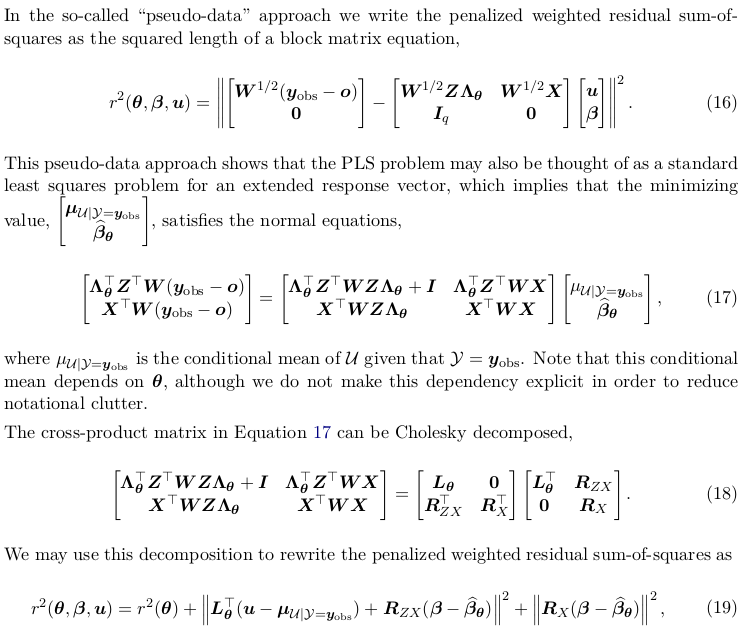 In the so-called “pseudo-data” approach we write the penalized weighted residual sum-of-
squares as the squared length of a block matrix equation,
$$r^2(\boldsymbol{\theta}, \boldsymbol{\beta}, \boldsymbol{u}) = \left\| \begin{bmatrix} \boldsymbol{W}^{1/2}(\boldsymbol{y}_{\text{obs}} - \boldsymbol{o}) \\ \boldsymbol{0} \end{bmatrix} - \begin{bmatrix} \boldsymbol{W}^{1/2}\boldsymbol{Z}\boldsymbol{\Lambda}_{\boldsymbol{\theta}} & \boldsymbol{W}^{1/2}\boldsymbol{X} \\ \boldsymbol{I}_q & \boldsymbol{0} \end{bmatrix} \begin{bmatrix} \boldsymbol{u} \\ \boldsymbol{\beta} \end{bmatrix} \right\|^2. \quad (16)$$
This pseudo-data approach shows that the PLS problem may also be thought of as a standard
least squares problem for an extended response vector, which implies that the minimizing
value, $\begin{bmatrix} \boldsymbol{\mu}_{\mathcal{U}|\mathcal{Y}=\boldsymbol{y}_{\text{obs}}} \\ \widehat{\boldsymbol{\beta}}_{\boldsymbol{\theta}} \end{bmatrix}$, satisfies the normal equations,
$$\begin{bmatrix} \boldsymbol{\Lambda}_{\boldsymbol{\theta}}^\top \boldsymbol{Z}^\top \boldsymbol{W}(\boldsymbol{y}_{\text{obs}} - \boldsymbol{o}) \\ \boldsymbol{X}^\top \boldsymbol{W}(\boldsymbol{y}_{\text{obs}} - \boldsymbol{o}) \end{bmatrix} = \begin{bmatrix} \boldsymbol{\Lambda}_{\boldsymbol{\theta}}^\top \boldsymbol{Z}^\top \boldsymbol{W}\boldsymbol{Z}\boldsymbol{\Lambda}_{\boldsymbol{\theta}} + \boldsymbol{I} & \boldsymbol{\Lambda}_{\boldsymbol{\theta}}^\top \boldsymbol{Z}^\top \boldsymbol{W}\boldsymbol{X} \\ \boldsymbol{X}^\top \boldsymbol{W}\boldsymbol{Z}\boldsymbol{\Lambda}_{\boldsymbol{\theta}} & \boldsymbol{X}^\top \boldsymbol{W}\boldsymbol{X} \end{bmatrix} \begin{bmatrix} \mu_{\mathcal{U}|\mathcal{Y}=\boldsymbol{y}_{\text{obs}}} \\ \widehat{\boldsymbol{\beta}}_{\boldsymbol{\theta}} \end{bmatrix}, \quad (17)$$
where $\mu_{\mathcal{U}|\mathcal{Y}=\boldsymbol{y}_{\text{obs}}}$ is the conditional mean of $\mathcal{U}$ given that $\mathcal{Y} = \boldsymbol{y}_{\text{obs}}$. Note that this conditional
mean depends on $\boldsymbol{\theta}$, although we do not make this dependency explicit in order to reduce
notational clutter.
The cross-product matrix in Equation 17 can be Cholesky decomposed,
$$\begin{bmatrix} \boldsymbol{\Lambda}_{\boldsymbol{\theta}}^\top \boldsymbol{Z}^\top \boldsymbol{W}\boldsymbol{Z}\boldsymbol{\Lambda}_{\boldsymbol{\theta}} + \boldsymbol{I} & \boldsymbol{\Lambda}_{\boldsymbol{\theta}}^\top \boldsymbol{Z}^\top \boldsymbol{W}\boldsymbol{X} \\ \boldsymbol{X}^\top \boldsymbol{W}\boldsymbol{Z}\boldsymbol{\Lambda}_{\boldsymbol{\theta}} & \boldsymbol{X}^\top \boldsymbol{W}\boldsymbol{X} \end{bmatrix} = \begin{bmatrix} \boldsymbol{L}_{\boldsymbol{\theta}} & \boldsymbol{0} \\ \boldsymbol{R}_{ZX}^\top & \boldsymbol{R}_X^\top \end{bmatrix} \begin{bmatrix} \boldsymbol{L}_{\boldsymbol{\theta}}^\top & \boldsymbol{R}_{ZX} \\ \boldsymbol{0} & \boldsymbol{R}_X \end{bmatrix}. \quad (18)$$
We may use this decomposition to rewrite the penalized weighted residual sum-of-squares as
$$r^2(\boldsymbol{\theta}, \boldsymbol{\beta}, \boldsymbol{u}) = r^2(\boldsymbol{\theta}) + \left\| \boldsymbol{L}_{\boldsymbol{\theta}}^\top (\boldsymbol{u} - \boldsymbol{\mu}_{\mathcal{U}|\mathcal{Y}=\boldsymbol{y}_{\text{obs}}}) + \boldsymbol{R}_{ZX}(\boldsymbol{\beta} - \widehat{\boldsymbol{\beta}}_{\boldsymbol{\theta}}) \right\|^2 + \left\| \boldsymbol{R}_X(\boldsymbol{\beta} - \widehat{\boldsymbol{\beta}}_{\boldsymbol{\theta}}) \right\|^2, \quad (19)$$